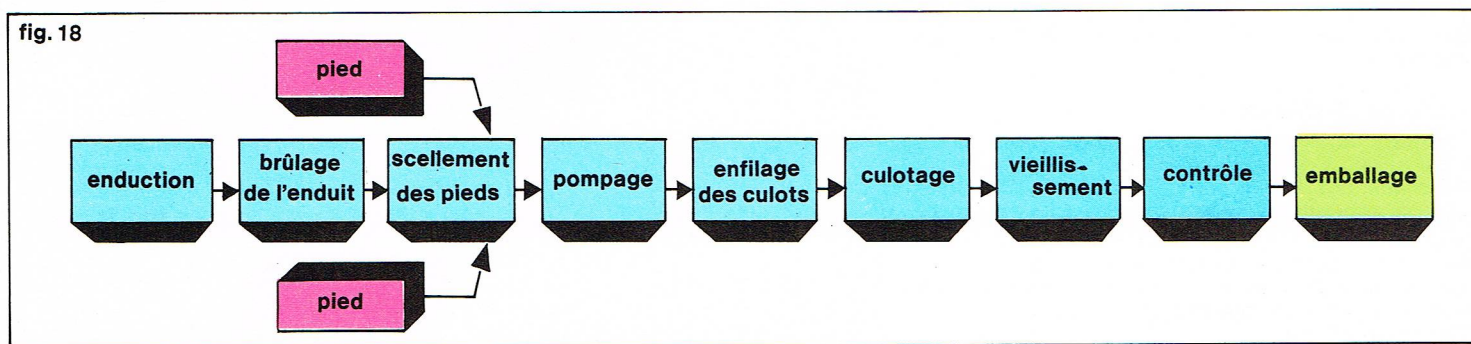 fig. 18
pied
enduction
brûlage
de l'enduit
scellement
des pieds
pompage
enfilage
des culots
culotage
vieillis-
sement
contrôle
emballage
pied